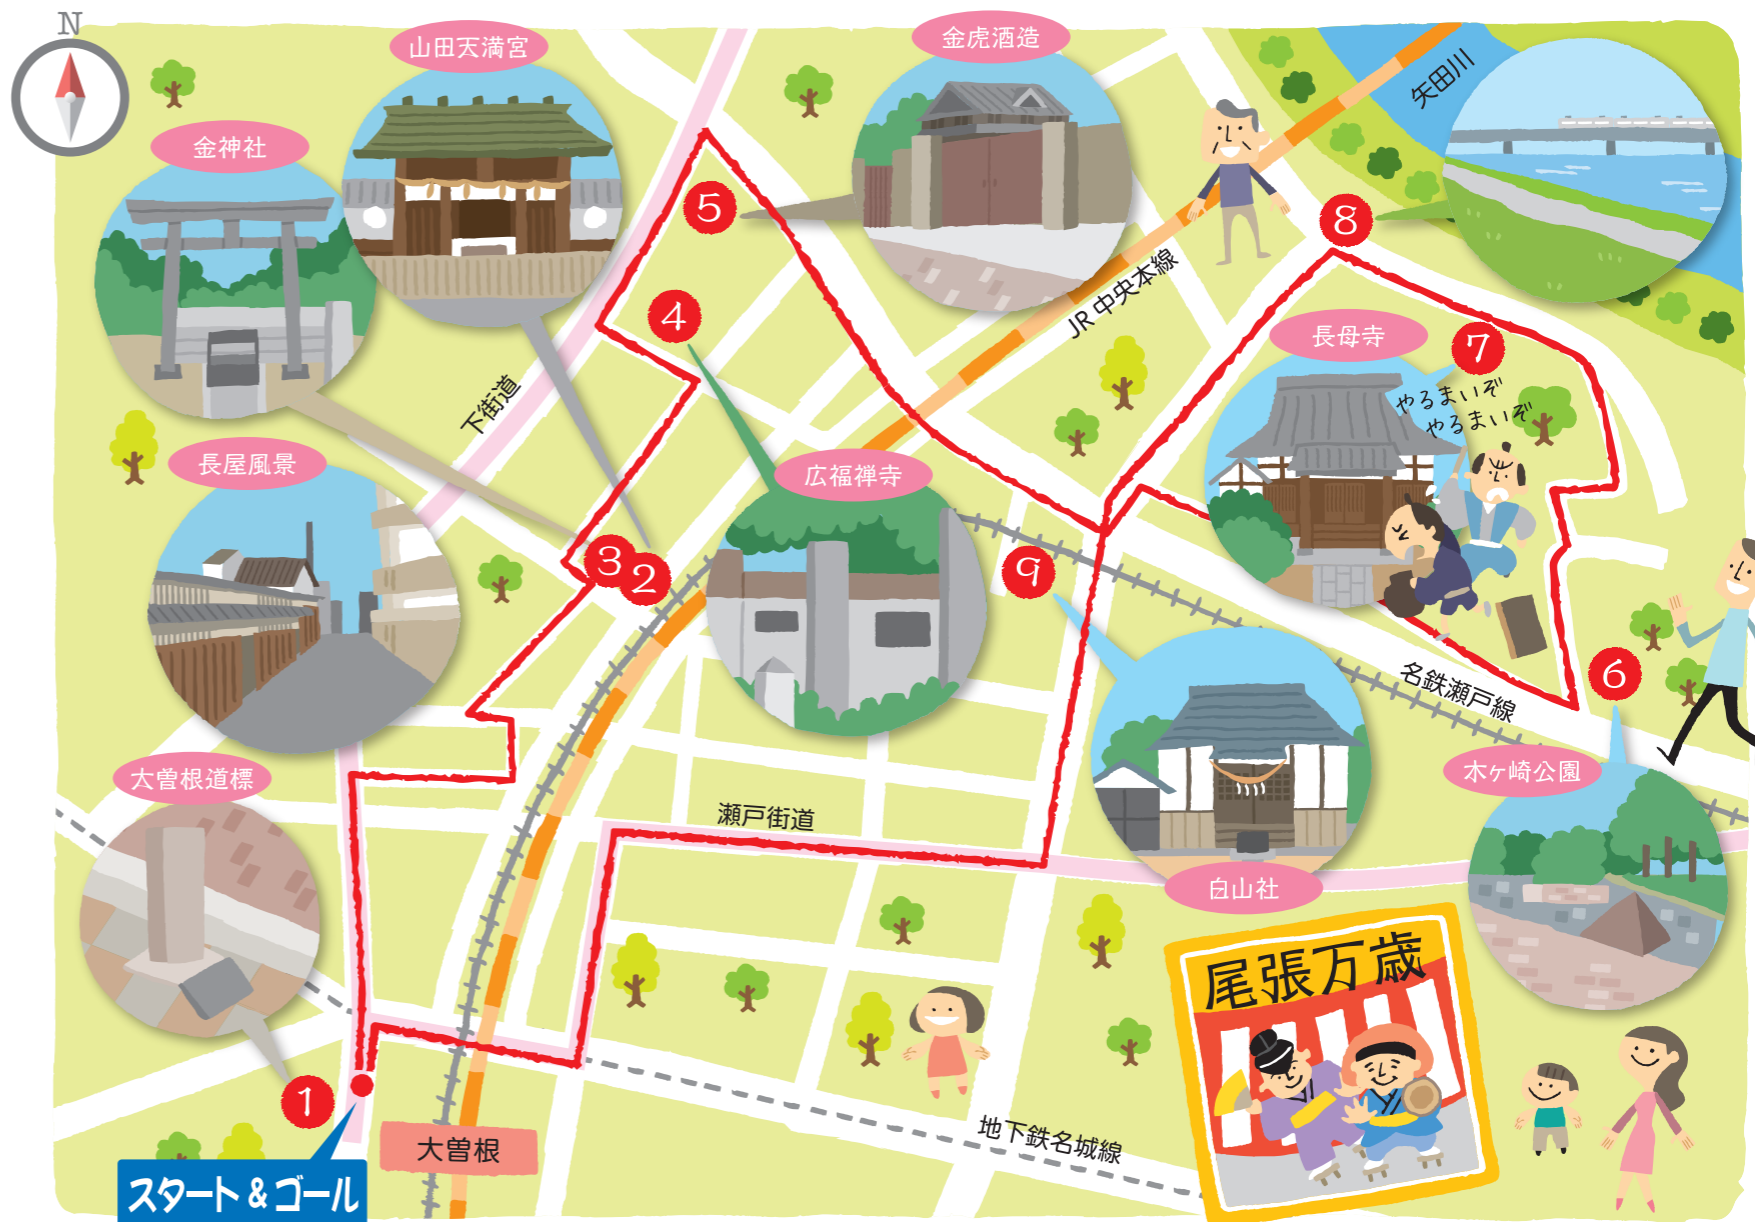 N
山田天満宮
金虎酒造
矢田川
金神社
5
8
JR中央本線
長母寺
7
やるまいぞ
やるまいぞ
4
下街道
長屋風景
広福禅寺
3
2
9
6
名鉄瀬戸線
木ヶ崎公園
大曽根道標
瀬戸街道
白山社
尾張万歳
1
大曽根
地下鉄名城線
スタート&ゴール